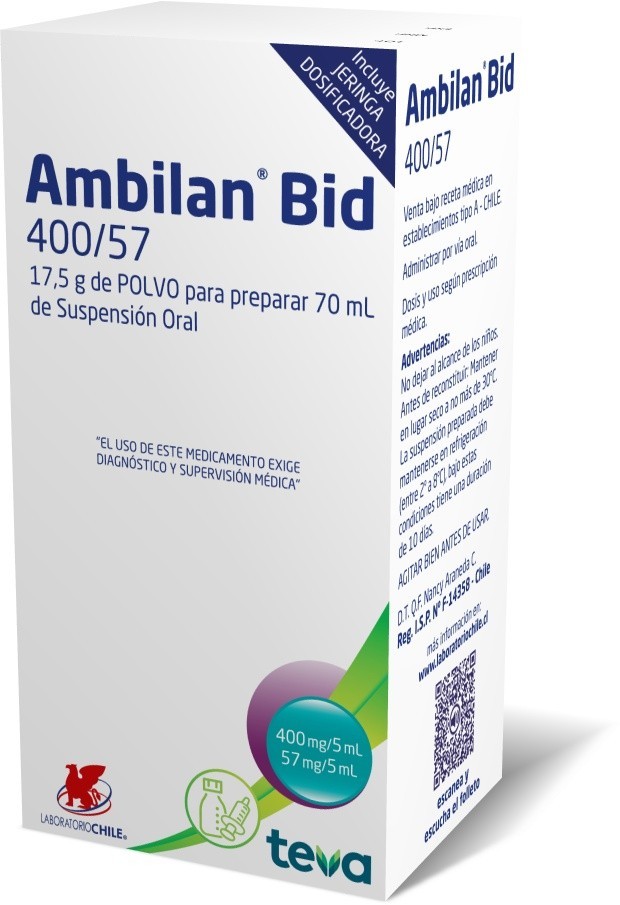 Incluye
JERINGA
DOSIFICADORA
Ambilan® Bid
400/57
17,5 g de POLVO para preparar 70 mL
de Suspensión Oral
"EL USO DE ESTE MEDICAMENTO EXIGE
DIAGNÓSTICO Y SUPERVISIÓN MÉDICA"
400 mg/5 mL
57 mg/5 mL
LABORATORIOCHILE®
teva
Ambilan® Bid
400/57
Venta bajo receta médica en
establecimientos tipo A - CHILE
Administrar por vía oral.
Dosis y uso según prescripción
médica.
Advertencias:
No dejar al alcance de los niños.
Antes de reconstituir: Mantener
en lugar seco a no más de 30°C.
La suspensión preparada debe
mantenerse en refrigeración
(entre 2° a 8°C), bajo estas
condiciones tiene una duración
de 10 días.
AGITAR BIEN ANTES DE USAR.
D.T. Q.F. Nancy Araneda C.
Reg. I.S.P. N° F-14358 - Chile
más información en:
www.laboratoriochile.cl
escanea y
escucha el folleto